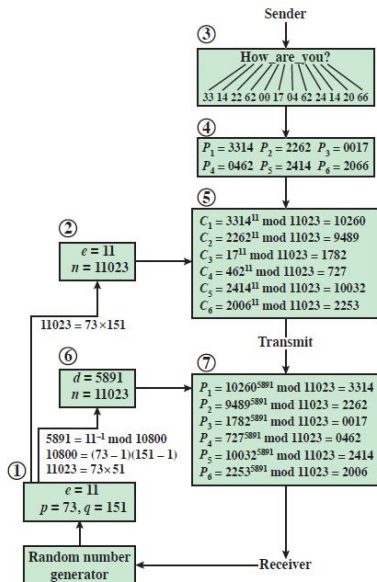 Sender
③
How_are_you?
33 14 22 62 00 17 04 62 24 14 20 66
④
P1 = 3314 P2 = 2262 P3 = 0017
P4 = 0462 P5 = 2414 P6 = 2066
⑤
C1 = 3314^11 mod 11023 = 10260
C2 = 2262^11 mod 11023 = 9489
C3 = 17^11 mod 11023 = 1782
C4 = 462^11 mod 11023 = 727
C5 = 2414^11 mod 11023 = 10032
C6 = 2006^11 mod 11023 = 2253
②
e = 11
n = 11023
11023 = 73×151
Transmit
⑥
d = 5891
n = 11023
⑦
P1 = 10260^5891 mod 11023 = 3314
P2 = 9489^5891 mod 11023 = 2262
P3 = 1782^5891 mod 11023 = 0017
P4 = 727^5891 mod 11023 = 0462
P5 = 10032^5891 mod 11023 = 2414
P6 = 2253^5891 mod 11023 = 2006
5891 = 11^-1 mod 10800
10800 = (73 – 1)(151 – 1)
11023 = 73×51
①
e = 11
p = 73, q = 151
Random number
generator
Receiver